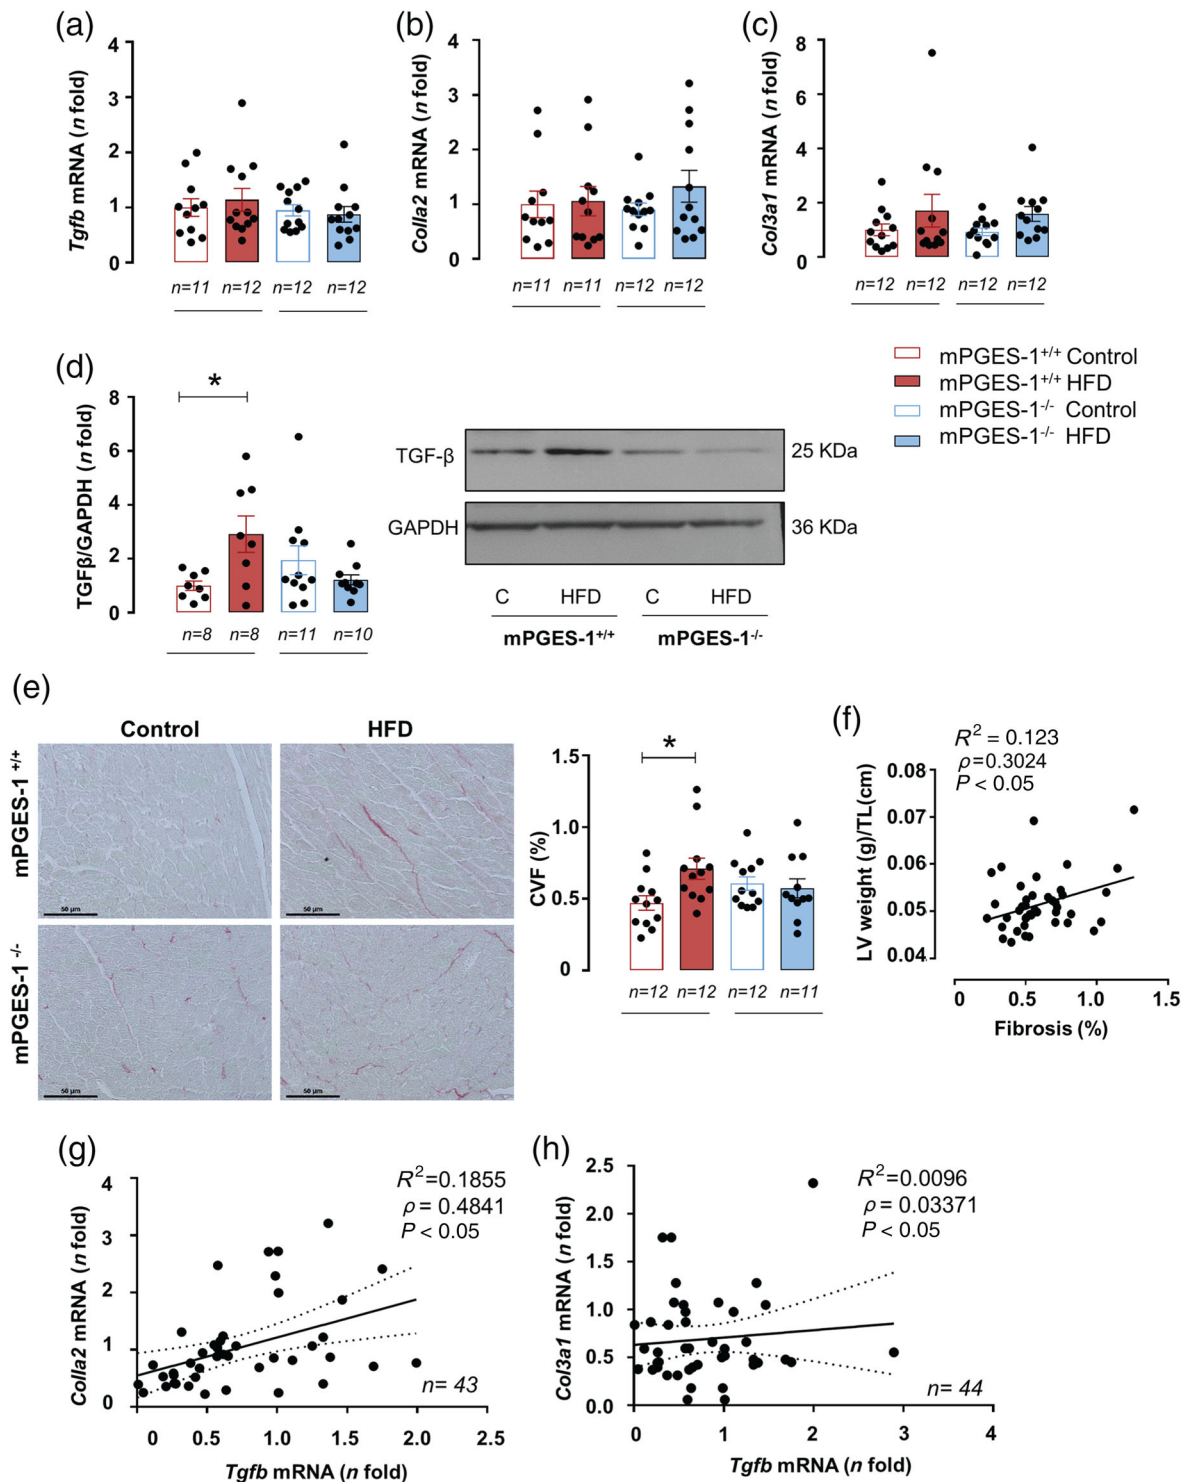 (a)
Tgfb mRNA (n fold)
4
3
2
1
0
n=11 n=12 n=12 n=12
(b)
Colla2 mRNA (n fold)
4
3
2
1
0
n=11 n=11 n=12 n=12
(c)
Col3a1 mRNA (n fold)
8
6
4
2
0
n=12 n=12 n=12 n=12
mPGES-1+/+ Control
mPGES-1+/+ HFD
mPGES-1-/- Control
mPGES-1-/- HFD
(d)
TGFβ/GAPDH (n fold)
8
6
4
2
0
*
n=8 n=8 n=11 n=10
TGF-β
25 KDa
GAPDH
36 KDa
C HFD C HFD
mPGES-1+/+ mPGES-1-/-
(e)
Control HFD
mPGES-1 +/+
mPGES-1 -/-
50 µm
50 µm
50 µm
50 µm
CVF (%)
1.5
1.0
0.5
0
*
n=12 n=12 n=12 n=11
(f)
R2 = 0.123
ρ=0.3024
P < 0.05
LV weight (g)/TL(cm)
0.08
0.07
0.06
0.05
0.04
0 0.5 1.0 1.5
Fibrosis (%)
(g)
R2=0.1855
ρ = 0.4841
P < 0.05
Colla2 mRNA (n fold)
4
3
2
1
0
n= 43
0 0.5 1.0 1.5 2.0 2.5
Tgfb mRNA (n fold)
(h)
R2=0.0096
ρ = 0.03371
P < 0.05
Col3a1 mRNA (n fold)
2.5
2.0
1.5
1.0
0.5
0.0
n= 44
0 1 2 3 4
Tgfb mRNA (n fold)